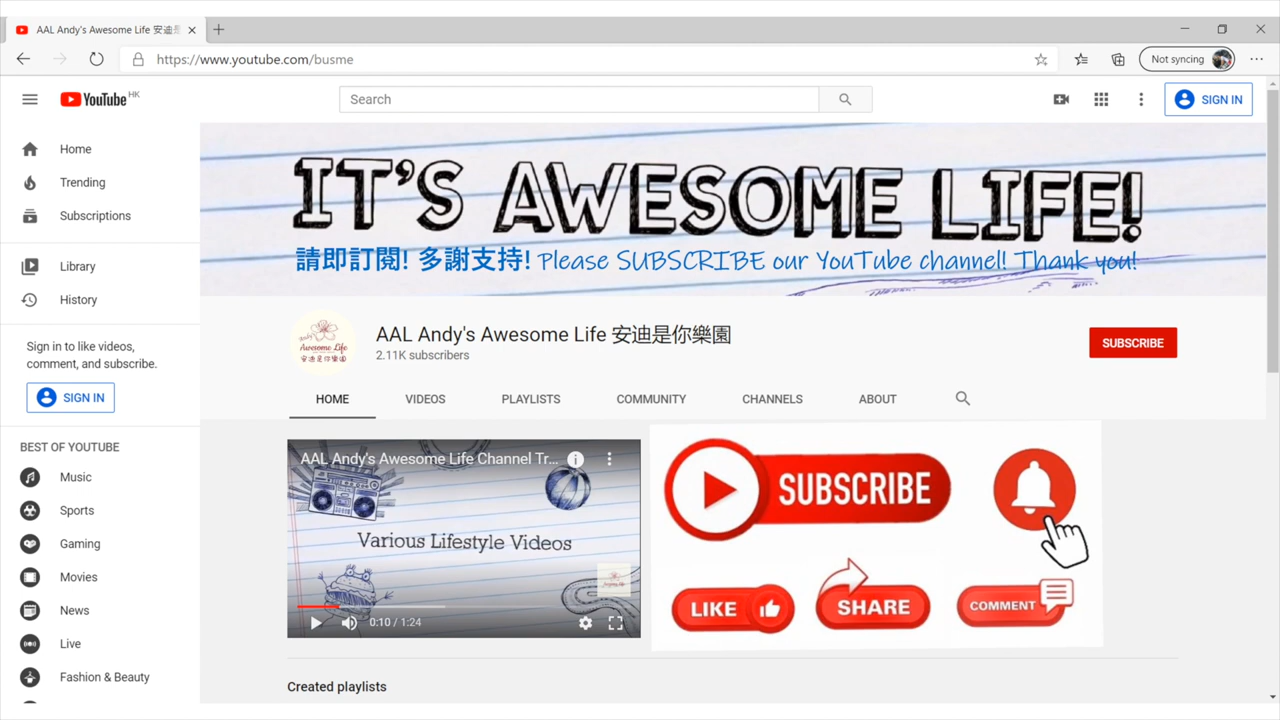 AAL Andy's Awesome Life 安迪是
https://www.youtube.com/busme
Not syncing
YouTube HK
Search
SIGN IN
Home
Trending
Subscriptions
Library
History
Sign in to like videos,
comment, and subscribe.
SIGN IN
BEST OF YOUTUBE
Music
Sports
Gaming
Movies
News
Live
Fashion & Beauty
IT'S AWESOME LIFE!
請即訂閱! 多謝支持! Please SUBSCRIBE our YouTube channel! Thank you!
Andy's
Awesome Life
安迪是你樂園
AAL Andy's Awesome Life 安迪是你樂園
2.11K subscribers
SUBSCRIBE
HOME VIDEOS PLAYLISTS COMMUNITY CHANNELS ABOUT
AAL Andy's Awesome Life Channel Tr...
Various Lifestyle Videos
0:10 / 1:24
SUBSCRIBE
LIKE SHARE COMMENT
Created playlists